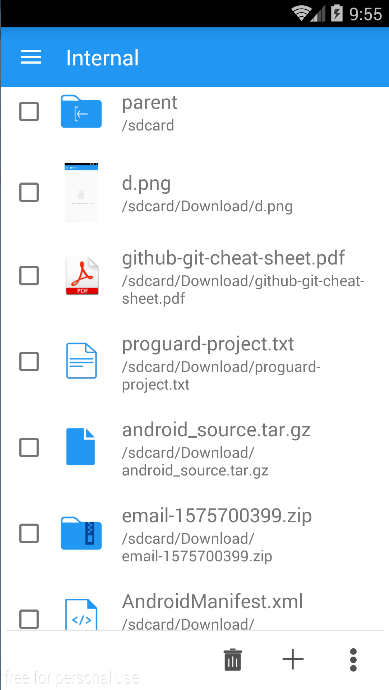 9:55
Internal
parent
/sdcard
d.png
/sdcard/Download/d.png
github-git-cheat-sheet.pdf
/sdcard/Download/github-git-cheat-
sheet.pdf
PDF
proguard-project.txt
/sdcard/Download/proguard-
project.txt
android_source.tar.gz
/sdcard/Download/
android_source.tar.gz
email-1575700399.zip
/sdcard/Download/
email-1575700399.zip
AndroidManifest.xml
/sdcard/Download/
free for personal use